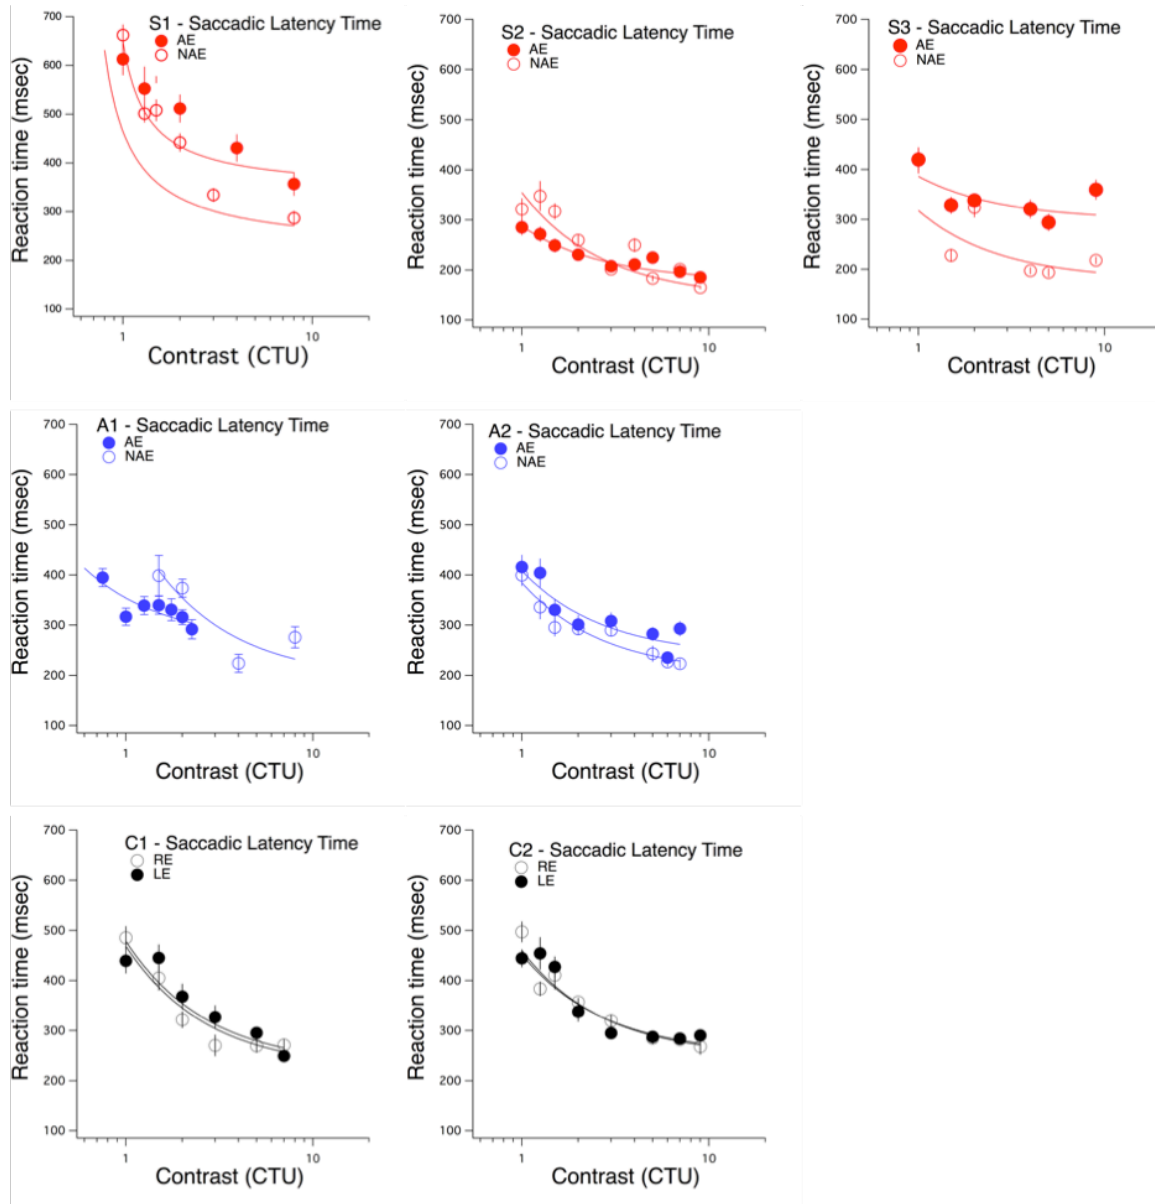 S1 - Saccadic Latency Time
AE
NAE
700
600
500
400
300
200
100
Reaction time (msec)
1
10
Contrast (CTU)
S2 - Saccadic Latency Time
AE
NAE
700
600
500
400
300
200
100
Reaction time (msec)
1
10
Contrast (CTU)
S3 - Saccadic Latency Time
AE
NAE
700
600
500
400
300
200
100
Reaction time (msec)
1
10
Contrast (CTU)
A1 - Saccadic Latency Time
AE
NAE
700
600
500
400
300
200
100
Reaction time (msec)
1
10
Contrast (CTU)
A2 - Saccadic Latency Time
AE
NAE
700
600
500
400
300
200
100
Reaction time (msec)
1
10
Contrast (CTU)
C1 - Saccadic Latency Time
RE
LE
700
600
500
400
300
200
100
Reaction time (msec)
1
10
Contrast (CTU)
C2 - Saccadic Latency Time
RE
LE
700
600
500
400
300
200
100
Reaction time (msec)
1
10
Contrast (CTU)